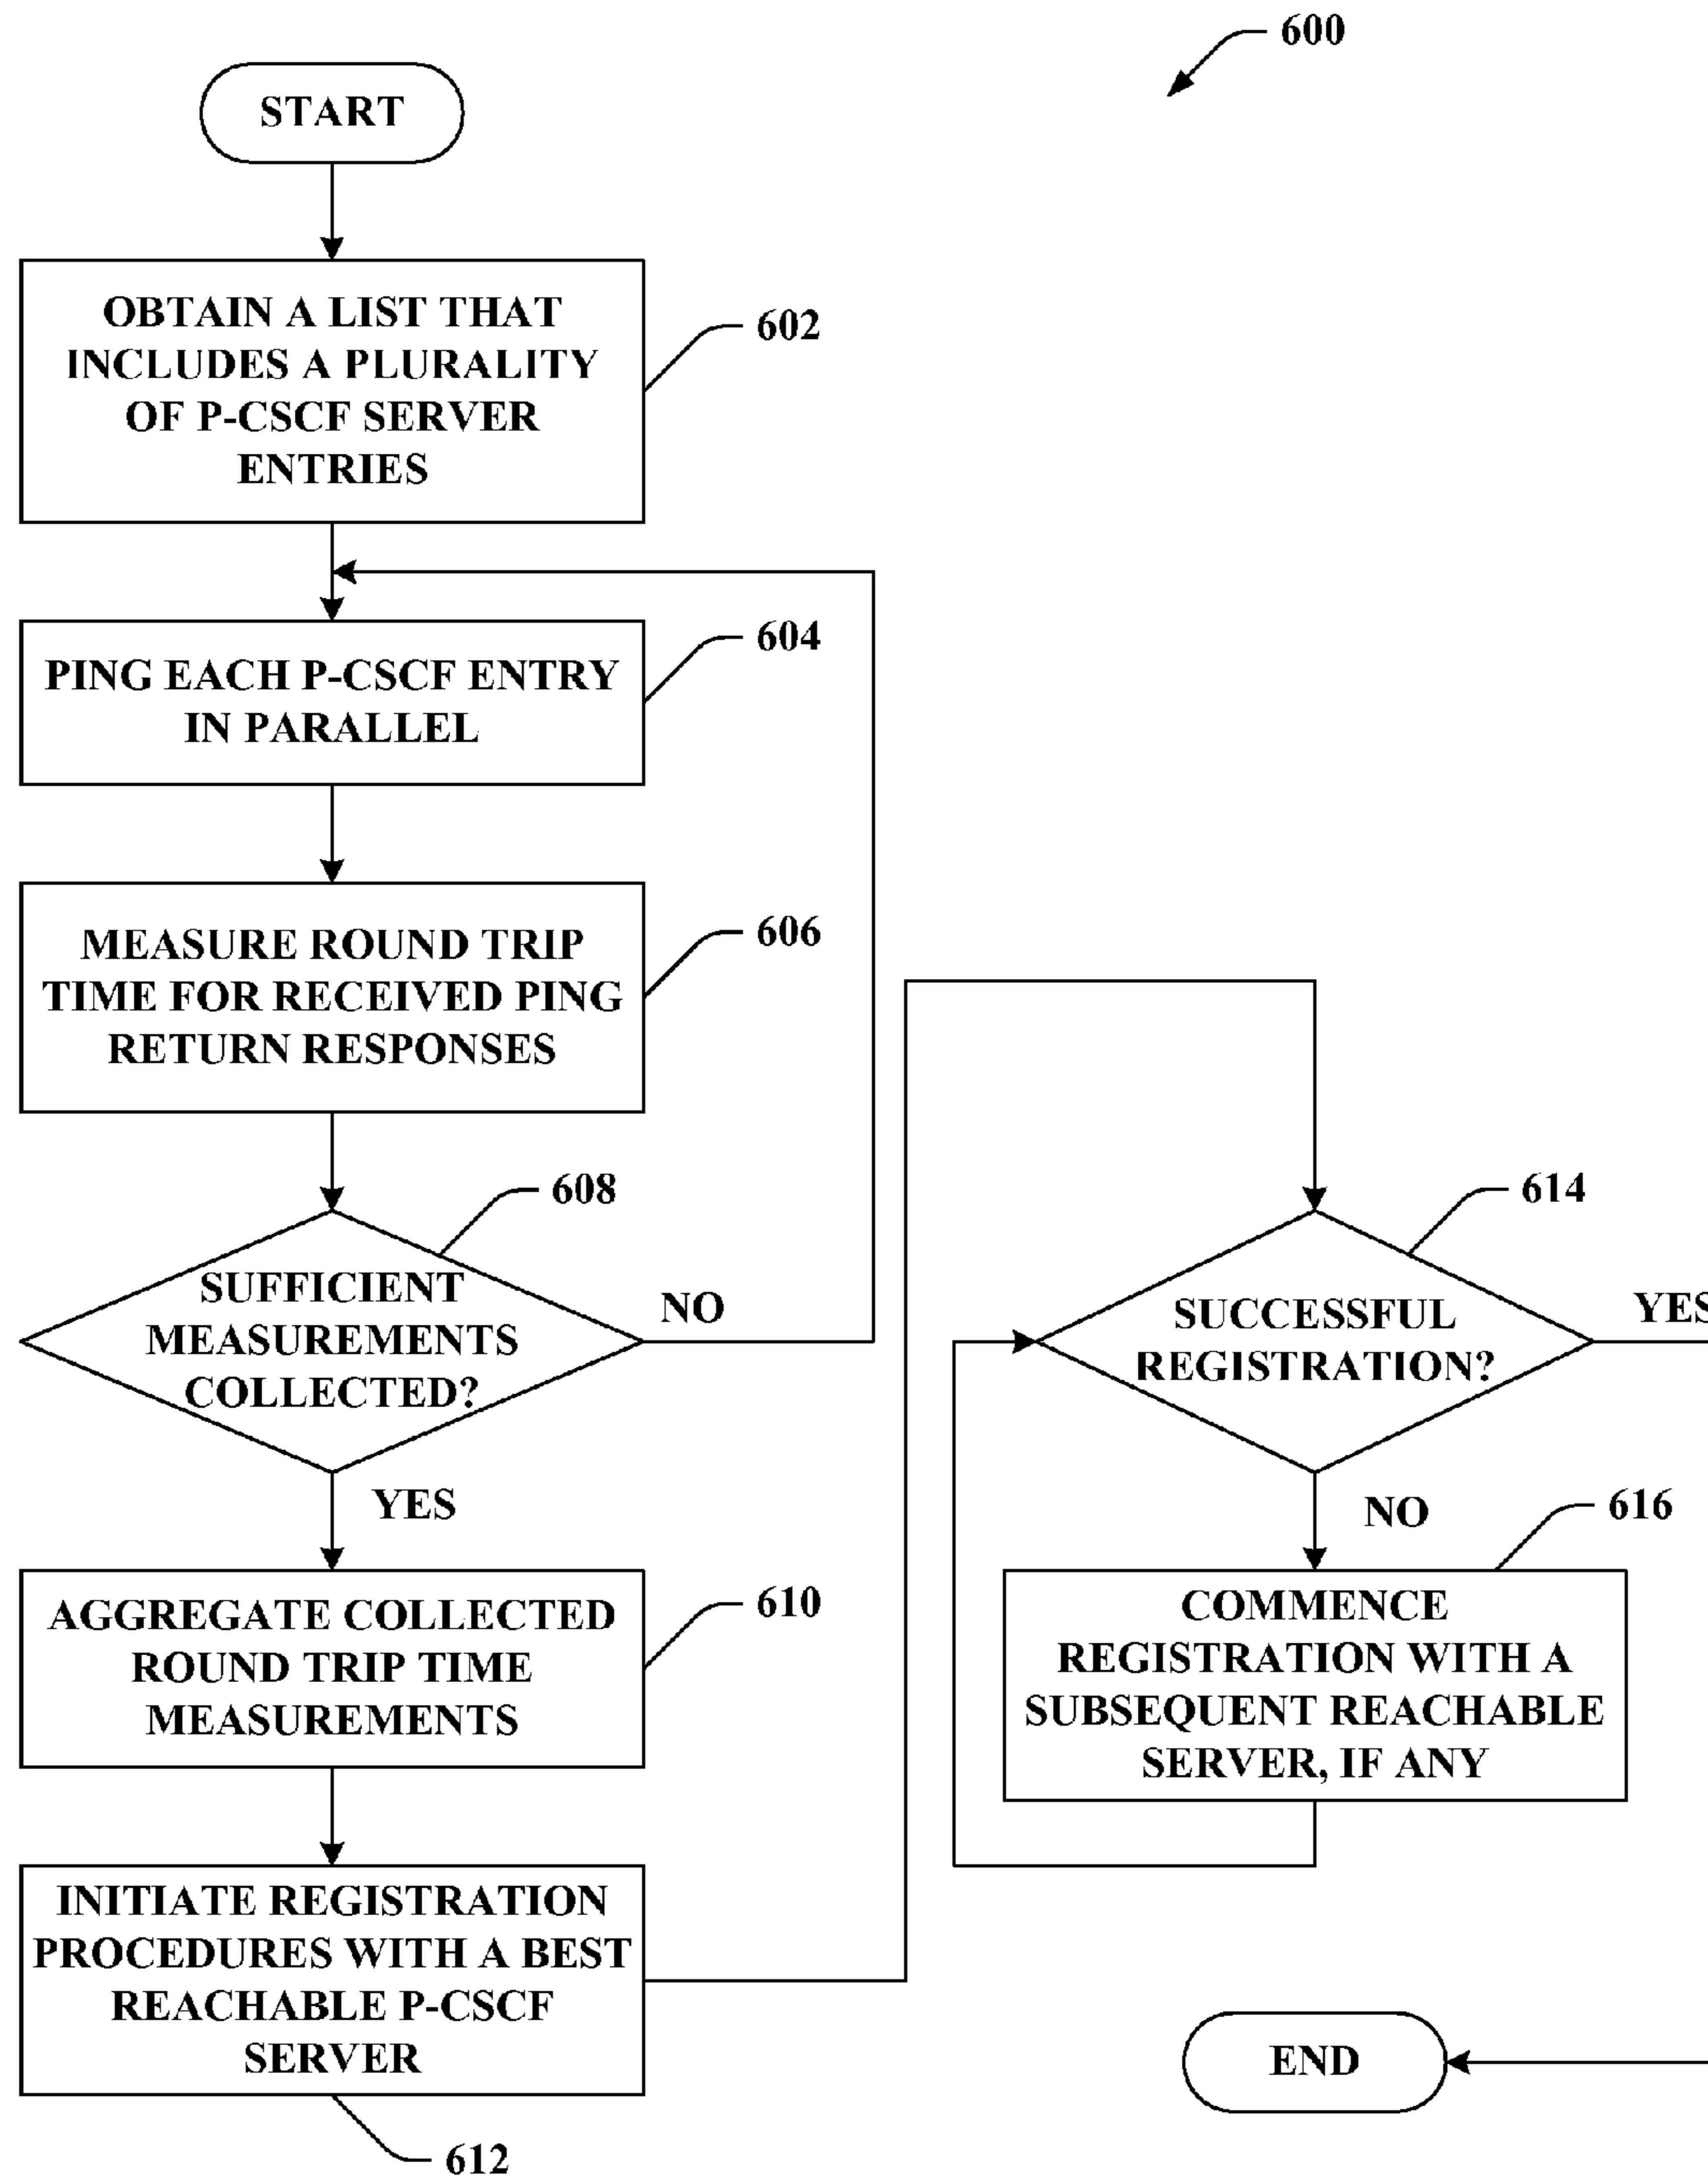 600
START
OBTAIN A LIST THAT
INCLUDES A PLURALITY
OF P-CSCF SERVER
ENTRIES
602
PING EACH P-CSCF ENTRY
IN PARALLEL
604
MEASURE ROUND TRIP
TIME FOR RECEIVED PING
RETURN RESPONSES
606
SUFFICIENT
MEASUREMENTS
COLLECTED?
608
NO
YES
AGGREGATE COLLECTED
ROUND TRIP TIME
MEASUREMENTS
610
INITIATE REGISTRATION
PROCEDURES WITH A BEST
REACHABLE P-CSCF
SERVER
612
SUCCESSFUL
REGISTRATION?
614
YES
NO
COMMENCE
REGISTRATION WITH A
SUBSEQUENT REACHABLE
SERVER, IF ANY
616
END